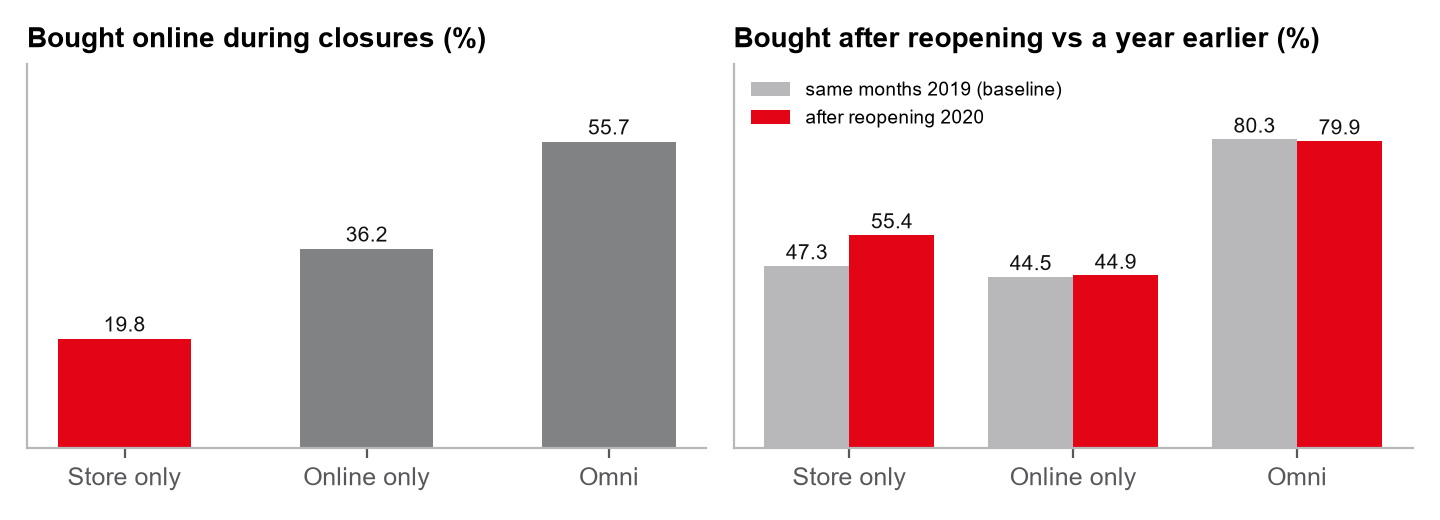 Bought online during closures (%)
19.8
36.2
55.7
Store only
Online only
Omni
Bought after reopening vs a year earlier (%)
same months 2019 (baseline)
after reopening 2020
47.3
55.4
44.5
44.9
80.3
79.9
Store only
Online only
Omni